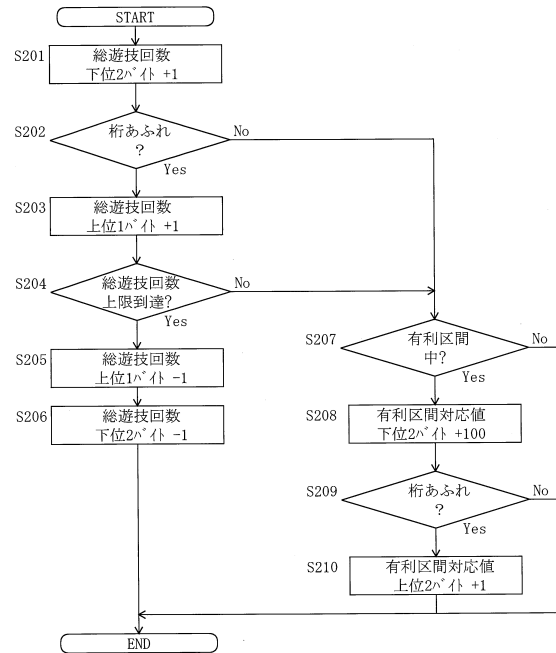 START
S201
総遊技回数
下位2ﾊﾞｲﾄ +1
S202
桁あふれ
?
No
Yes
S203
総遊技回数
上位1ﾊﾞｲﾄ +1
S204
総遊技回数
上限到達?
No
Yes
S205
総遊技回数
上位1ﾊﾞｲﾄ -1
S206
総遊技回数
下位2ﾊﾞｲﾄ -1
S207
有利区間
中?
No
Yes
S208
有利区間対応値
下位2ﾊﾞｲﾄ +100
S209
桁あふれ
?
No
Yes
S210
有利区間対応値
上位2ﾊﾞｲﾄ +1
END